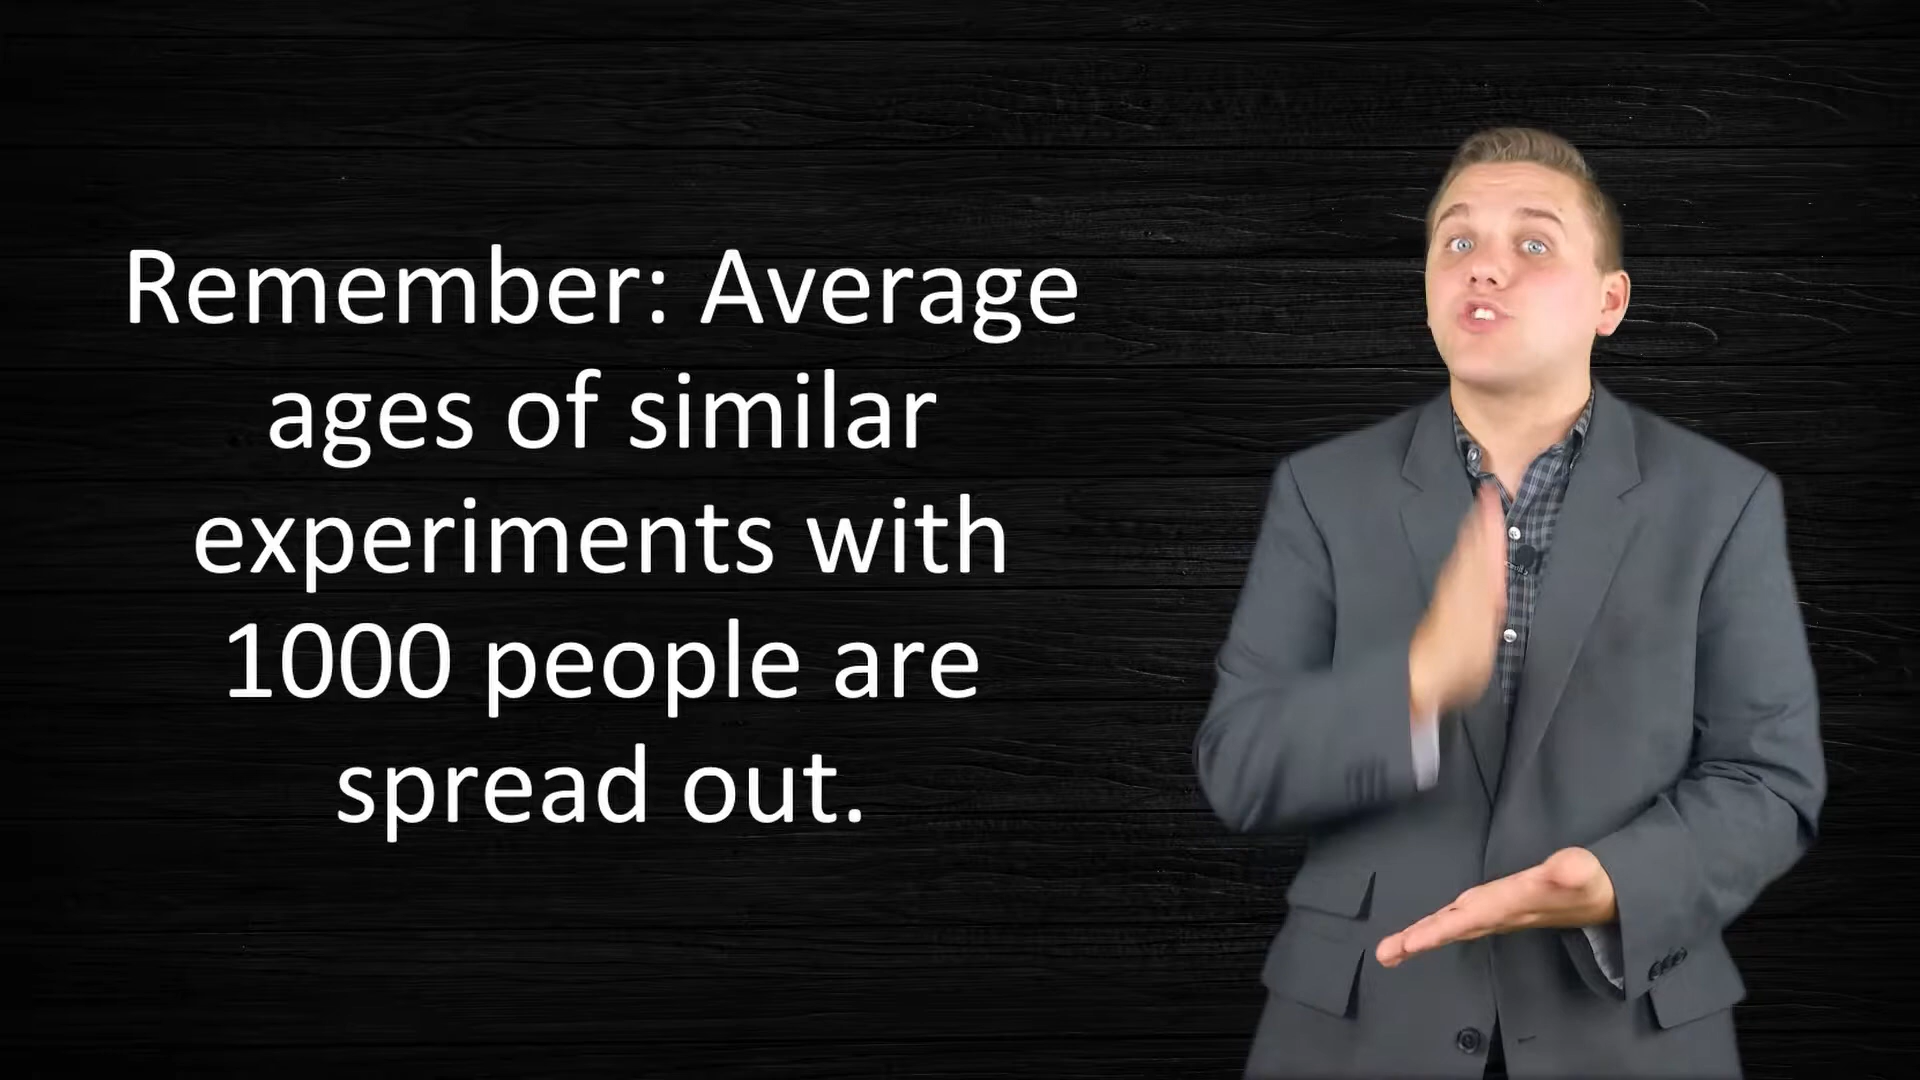 Remember: Average
ages of similar
experiments with
1000 people are
spread out.